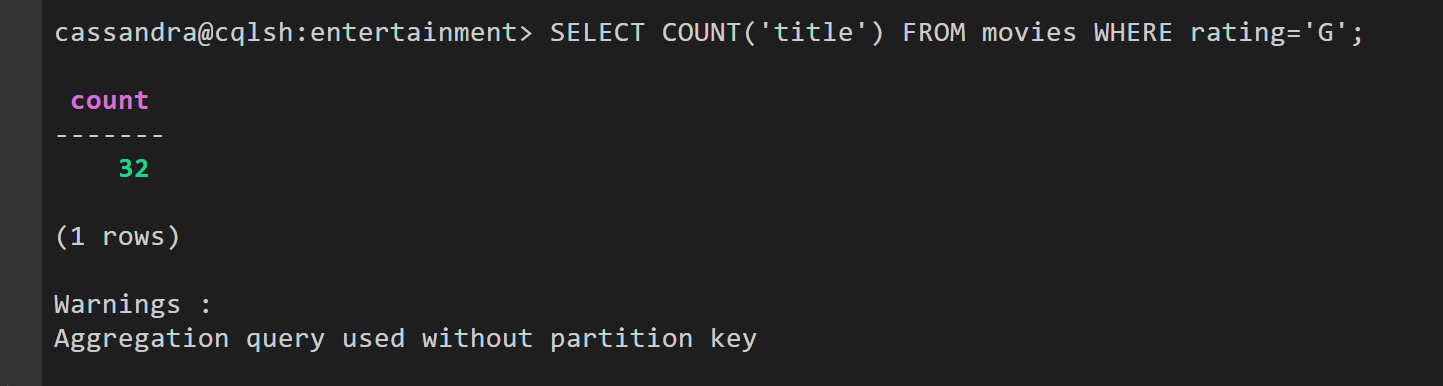 cassandra@cqlsh:entertainment> SELECT COUNT('title') FROM movies WHERE rating='G';
count
-------
32
(1 rows)
Warnings :
Aggregation query used without partition key